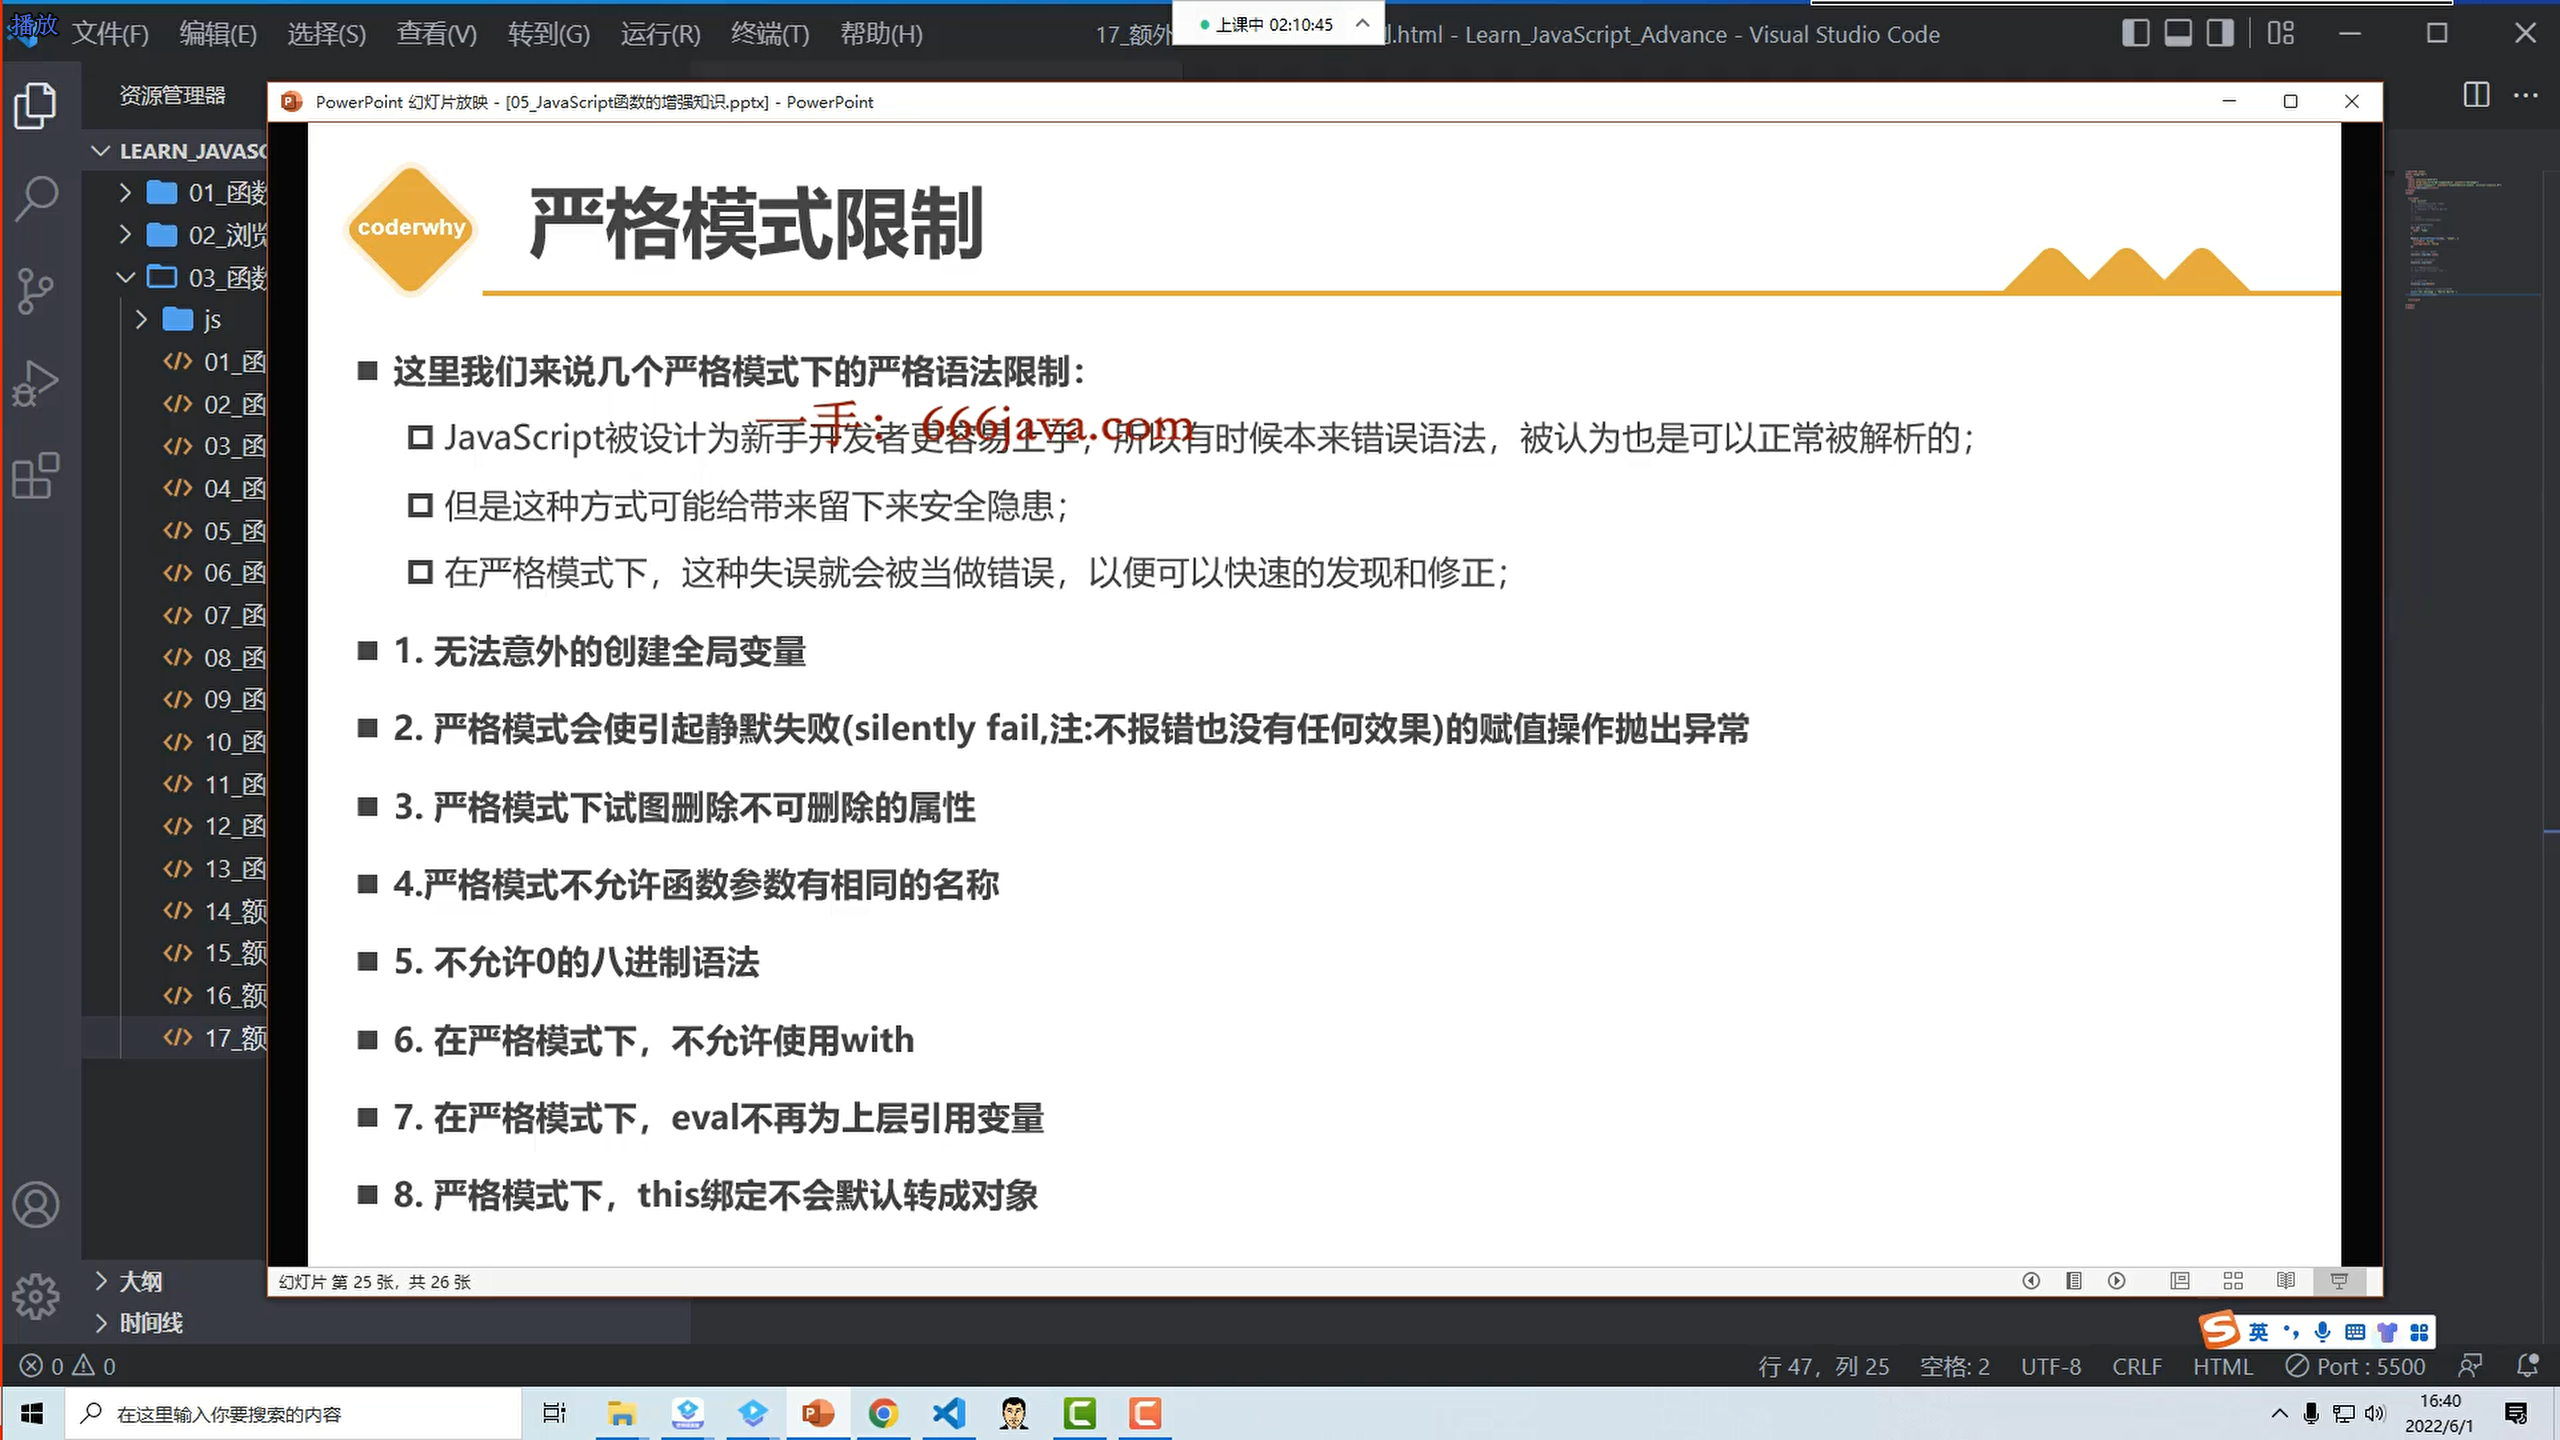 播放
文件(F) 编辑(E) 选择(S) 查看(V) 转到(G) 运行(R) 终端(T) 帮助(H)
17_额外
上课中 02:10:45
.html - Learn_JavaScript_Advance - Visual Studio Code
资源管理器
PowerPoint 幻灯片放映 - [05_JavaScript函数的增强知识.pptx] - PowerPoint
LEARN_JAVASC
01_函数
02_浏览
03_函数
js
01_函
02_函
03_函
04_函
05_函
06_函
07_函
08_函
09_函
10_函
11_函
12_函
13_函
14_额
15_额
16_额
17_额
大纲
时间线
coderwhy
严格模式限制
这里我们来说几个严格模式下的严格语法限制：
一手：666java.com
JavaScript被设计为新手开发者更容易上手，所以有时候本来错误语法，被认为也是可以正常被解析的；
但是这种方式可能给带来留下来安全隐患；
在严格模式下，这种失误就会被当做错误，以便可以快速的发现和修正；
1. 无法意外的创建全局变量
2. 严格模式会使引起静默失败(silently fail,注:不报错也没有任何效果)的赋值操作抛出异常
3. 严格模式下试图删除不可删除的属性
4.严格模式不允许函数参数有相同的名称
5. 不允许0的八进制语法
6. 在严格模式下，不允许使用with
7. 在严格模式下，eval不再为上层引用变量
8. 严格模式下，this绑定不会默认转成对象
幻灯片 第 25 张，共 26 张
英
0 0
行 47，列 25 空格: 2 UTF-8 CRLF HTML Port : 5500
在这里输入你要搜索的内容
16:40
2022/6/1